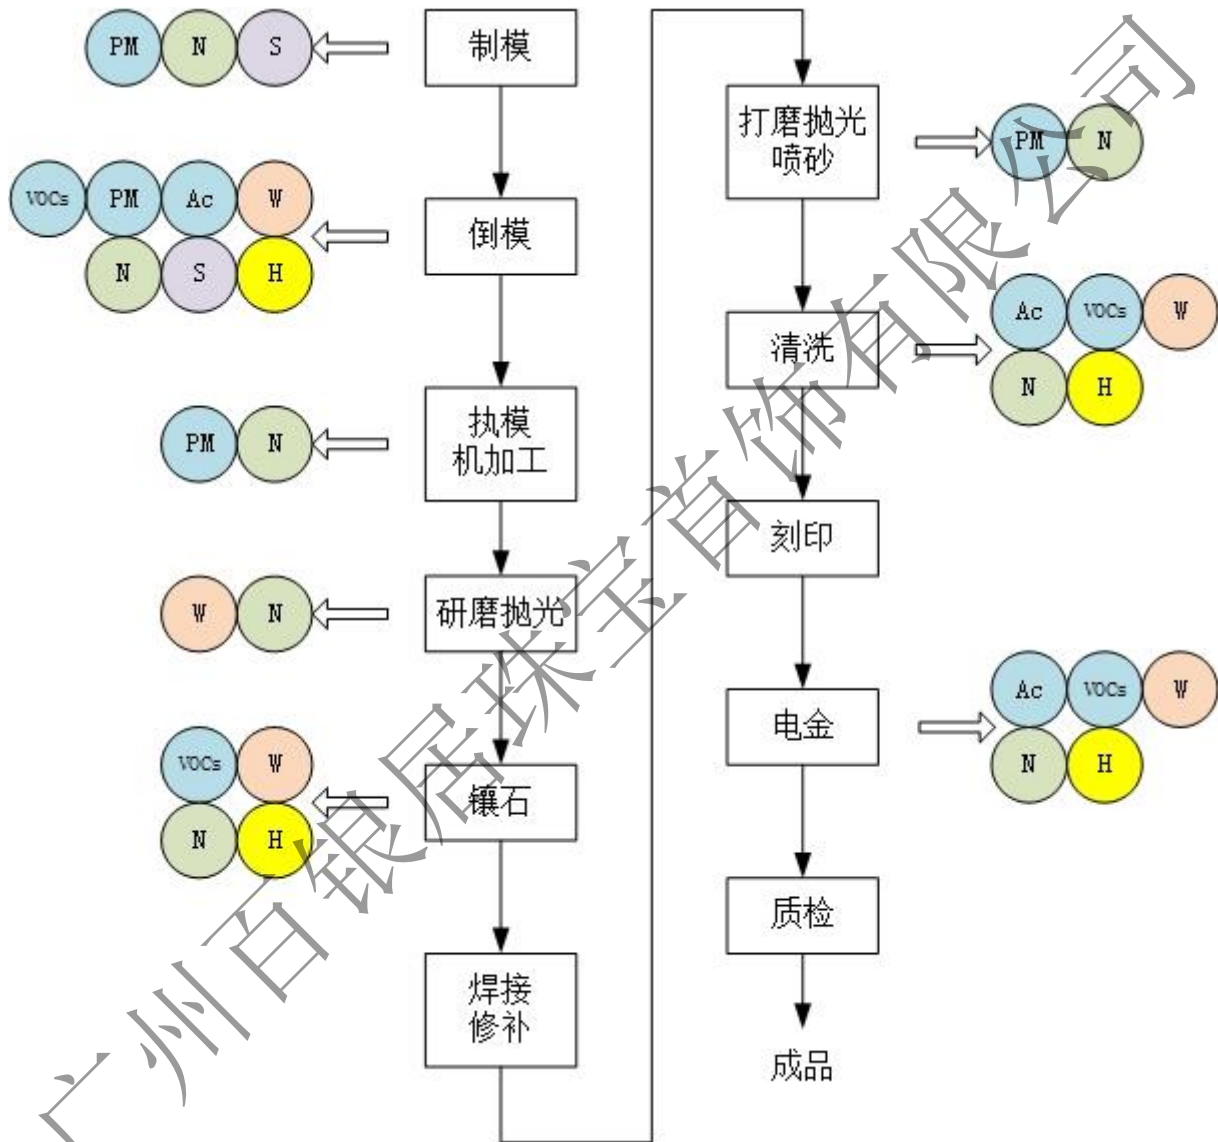 PM N S
制模
VOCs PM Ac W
N S H
倒模
PM N
执模
机加工
W N
研磨抛光
VOCs W
N H
镶石
焊接
修补
打磨抛光
喷砂
PM N
清洗
Ac VOCs W
N H
刻印
电金
Ac VOCs W
N H
质检
成品
广州百银居珠宝首饰有限公司